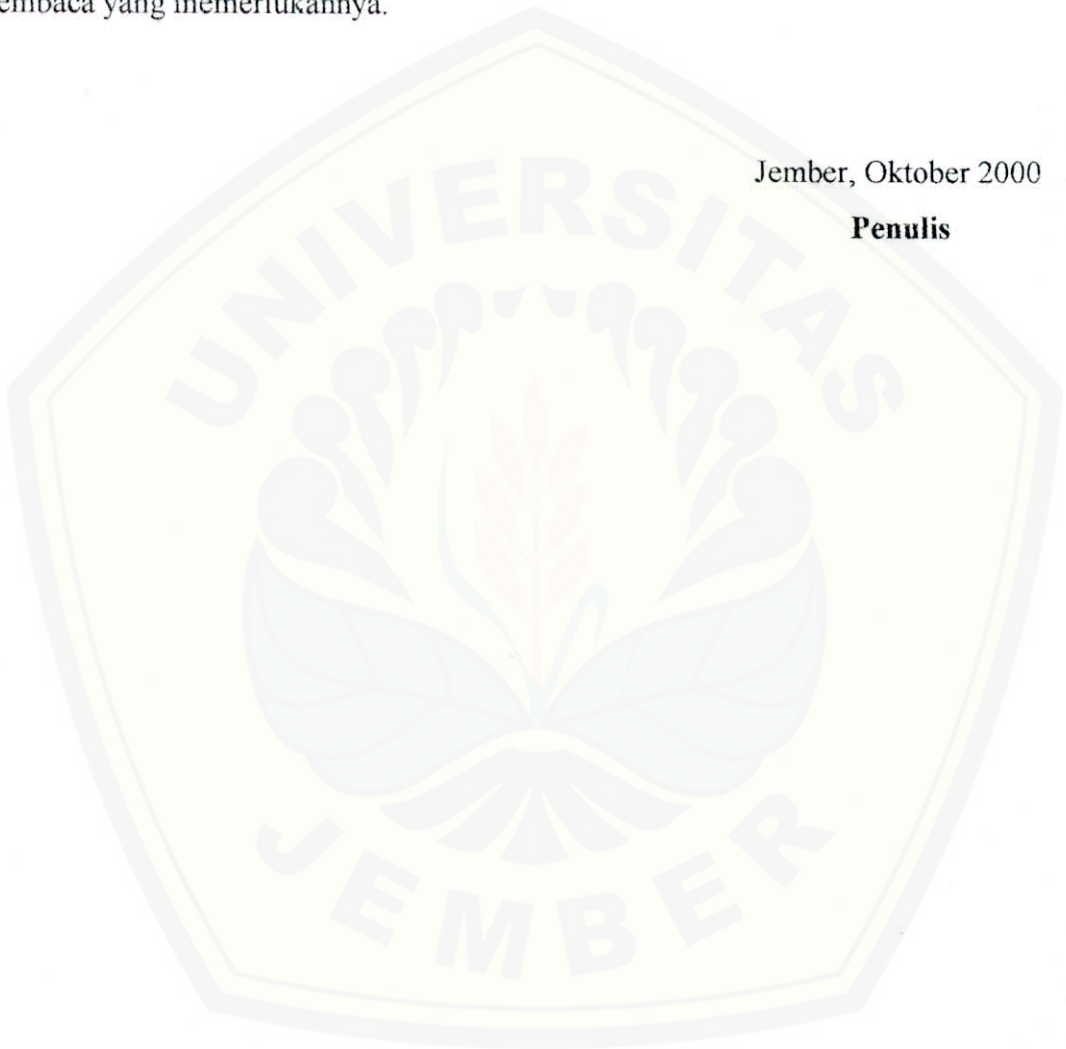 embaca yang memerlukannya.
Jember, Oktober 2000
Penulis
UNIVERSITAS
JEMBER